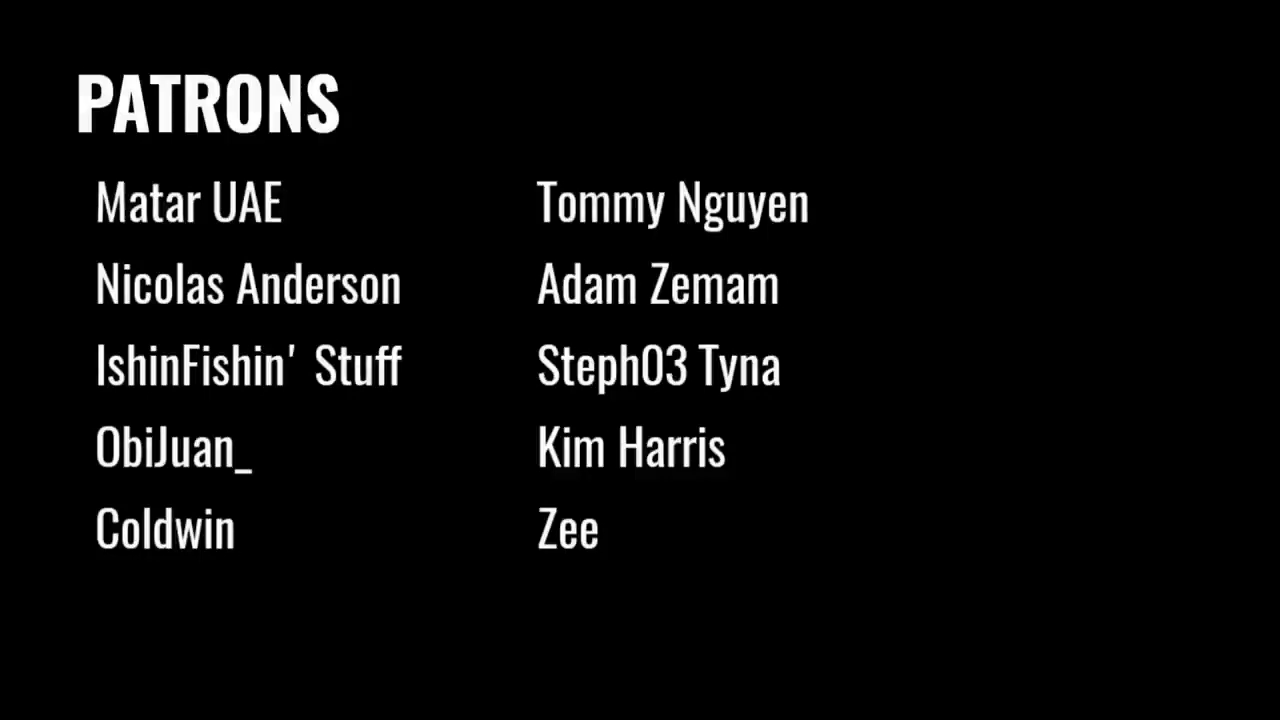 PATRONS
Matar UAE
Nicolas Anderson
IshinFishin' Stuff
ObiJuan_
Coldwin
Tommy Nguyen
Adam Zemam
Steph03 Tyna
Kim Harris
Zee